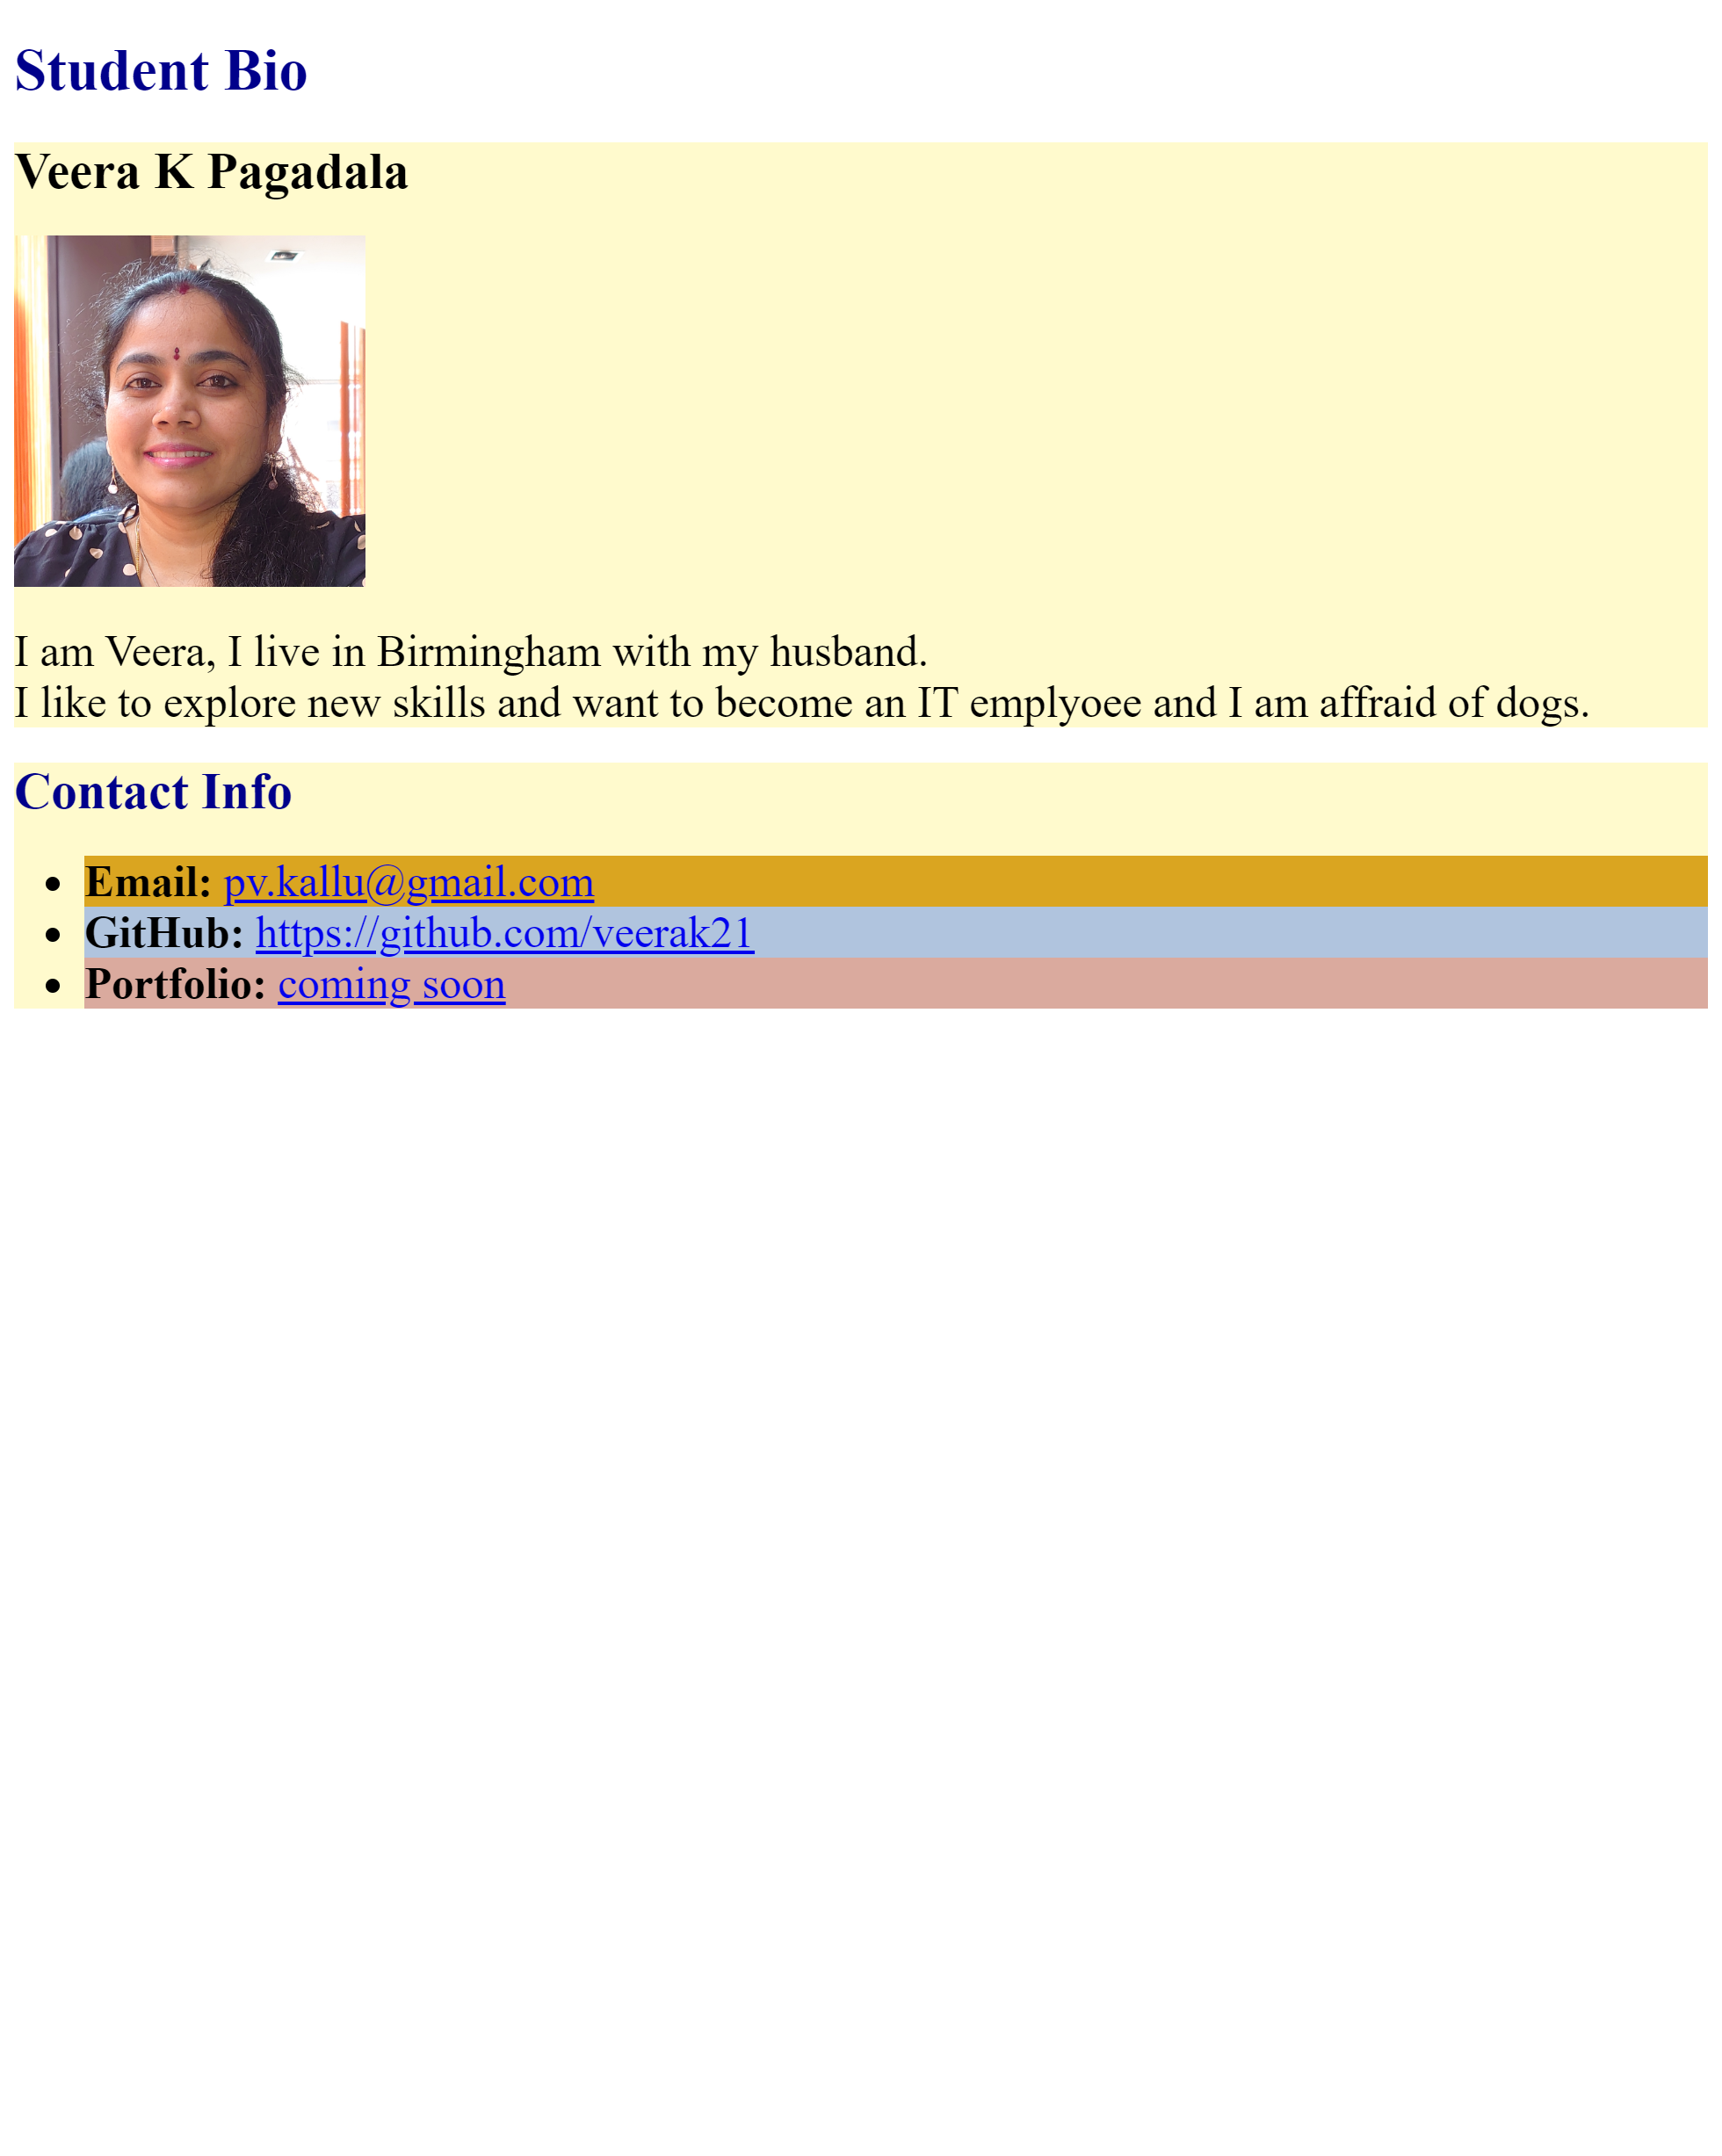 Student Bio
Veera K Pagadala
I am Veera, I live in Birmingham with my husband.
I like to explore new skills and want to become an IT emplyoee and I am affraid of dogs.
Contact Info
Email: pv.kallu@gmail.com
GitHub: https://github.com/veerak21
Portfolio: coming soon